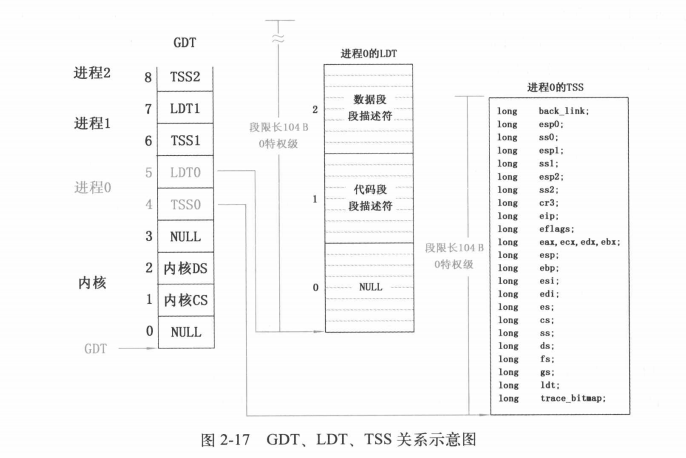 GDT
进程2 8 TSS2
7 LDT1
进程1
6 TSS1
5 LDT0
进程0
4 TSS0
3 NULL
2 内核DS
内核
1 内核CS
0 NULL
GDT
段限长104 B
0特权级
进程0的LDT
2
数据段
段描述符
1
代码段
段描述符
0 NULL
段限长104 B
0特权级
进程0的TSS
long back_link;
long esp0;
long ss0;
long esp1;
long ss1;
long esp2;
long ss2;
long cr3;
long eip;
long eflags;
long eax,ecx,edx,ebx;
long esp;
long ebp;
long esi;
long edi;
long es;
long cs;
long ss;
long ds;
long fs;
long gs;
long ldt;
long trace_bitmap;
图 2-17 GDT、LDT、TSS 关系示意图